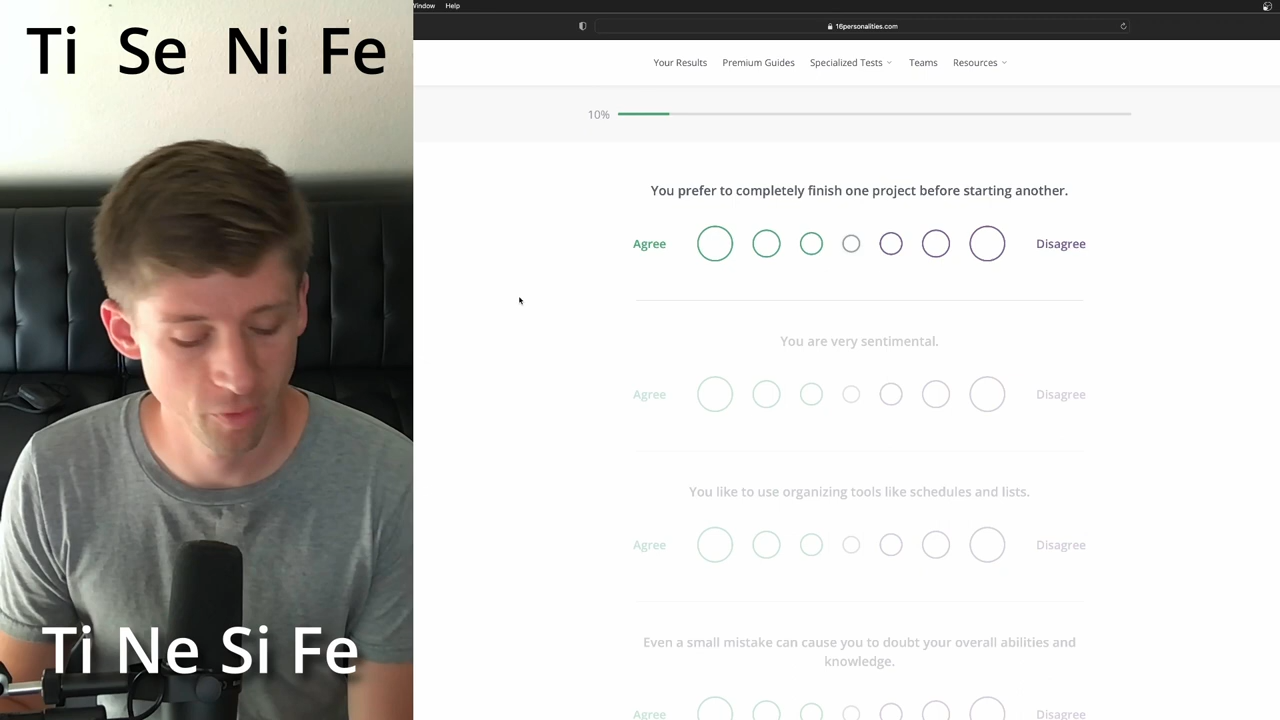 Ti Se Ni Fe
Ti Ne Si Fe
Window Help
16personalities.com
Your Results Premium Guides Specialized Tests Teams Resources
10%
You prefer to completely finish one project before starting another.
Agree Disagree
You are very sentimental.
Agree Disagree
You like to use organizing tools like schedules and lists.
Agree Disagree
Even a small mistake can cause you to doubt your overall abilities and
knowledge.
Agree Disagree